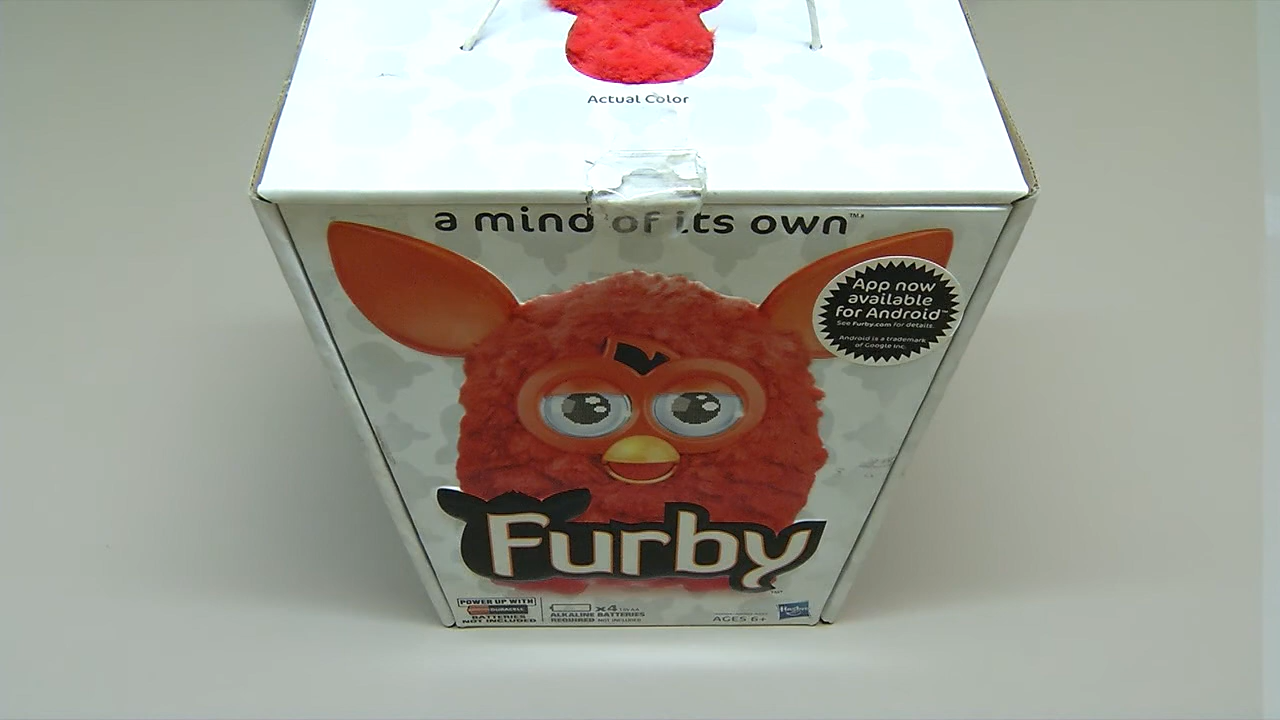 Actual Color
a mind of its own™
App now
available
for Android™
See Furby.com for details.
Android is a trademark
of Google Inc.
Furby
POWER UP WITH
DURACELL
BATTERIES
NOT INCLUDED
x4
ALKALINE BATTERIES
REQUIRED NOT INCLUDED
AGES 6+
Hasbro